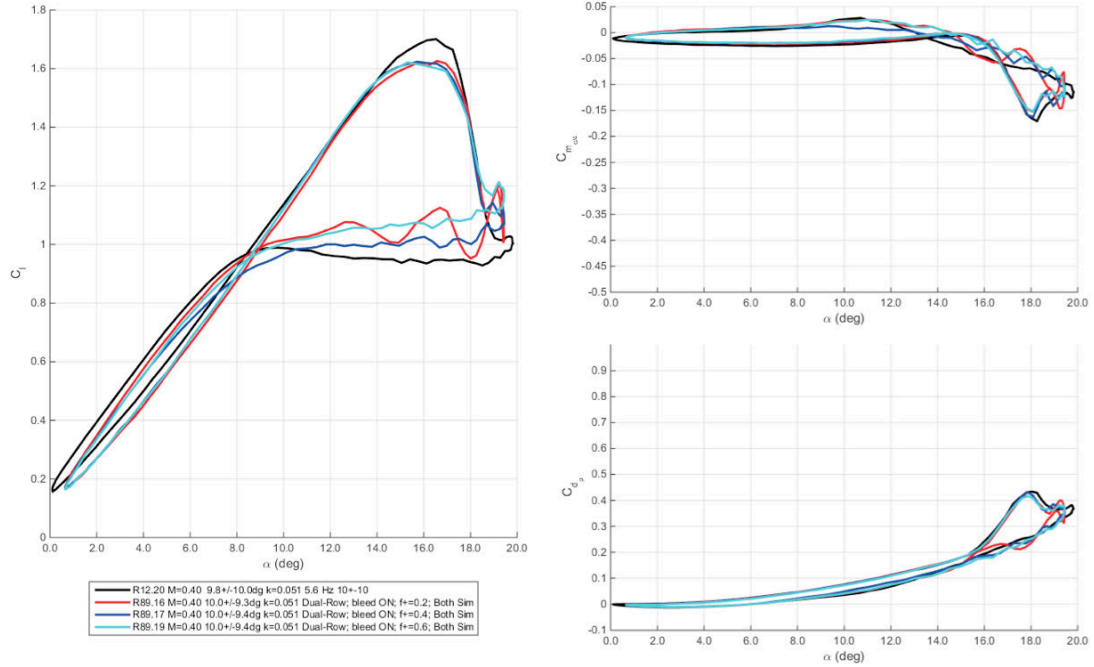 1.8
1.6
1.4
1.2
1
0.8
0.6
0.4
0.2
0
C_l
0.0 2.0 4.0 6.0 8.0 10.0 12.0 14.0 16.0 18.0 20.0
α (deg)
R12.20 M=0.40 9.8+/-10.0dg k=0.051 5.6 Hz 10+-10
R89.16 M=0.40 10.0+/-9.3dg k=0.051 Dual-Row; bleed ON; f+=0.2; Both Sim
R89.17 M=0.40 10.0+/-9.4dg k=0.051 Dual-Row; bleed ON; f+=0.4; Both Sim
R89.19 M=0.40 10.0+/-9.4dg k=0.051 Dual-Row; bleed ON; f+=0.6; Both Sim
0.05
0
-0.05
-0.1
-0.15
-0.2
-0.25
-0.3
-0.35
-0.4
-0.45
-0.5
C_m
0.0 2.0 4.0 6.0 8.0 10.0 12.0 14.0 16.0 18.0 20.0
α (deg)
0.9
0.8
0.7
0.6
0.5
0.4
0.3
0.2
0.1
0
-0.1
C_d_p
0.0 2.0 4.0 6.0 8.0 10.0 12.0 14.0 16.0 18.0 20.0
α (deg)